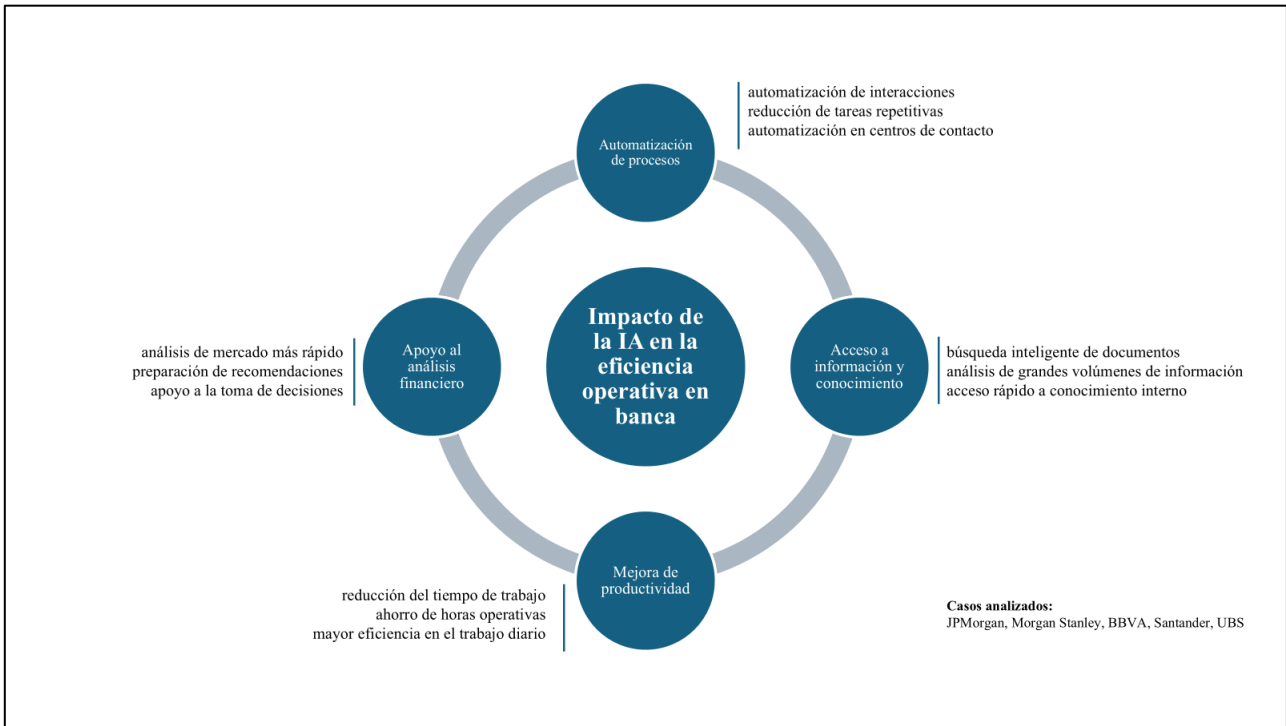 automatización de interacciones
reducción de tareas repetitivas
automatización en centros de contacto
Automatización
de procesos
Impacto de
la IA en la
eficiencia
operativa en
banca
análisis de mercado más rápido
preparación de recomendaciones
apoyo a la toma de decisiones
Apoyo al
análisis
financiero
Acceso a
información y
conocimiento
búsqueda inteligente de documentos
análisis de grandes volúmenes de información
acceso rápido a conocimiento interno
Mejora de
productividad
reducción del tiempo de trabajo
ahorro de horas operativas
mayor eficiencia en el trabajo diario
Casos analizados:
JPMorgan, Morgan Stanley, BBVA, Santander, UBS